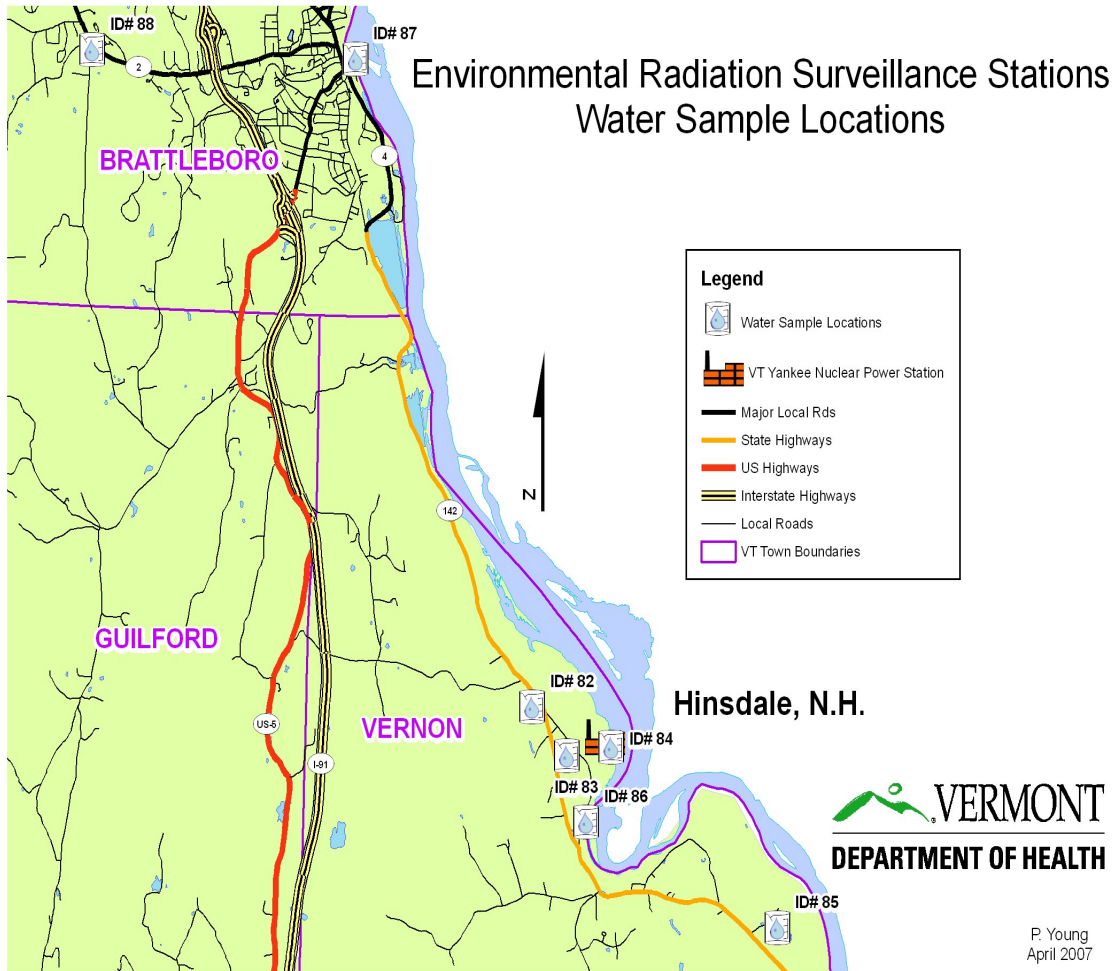 ID# 88
ID# 87
Environmental Radiation Surveillance Stations
Water Sample Locations
2
4
BRATTLEBORO
Legend
Water Sample Locations
VT Yankee Nuclear Power Station
Major Local Rds
State Highways
US Highways
Interstate Highways
Local Roads
VT Town Boundaries
N
142
GUILFORD
ID# 82
Hinsdale, N.H.
US-5
VERNON
ID# 84
I-91
ID# 83
ID# 86
VERMONT
DEPARTMENT OF HEALTH
ID# 85
P. Young
April 2007